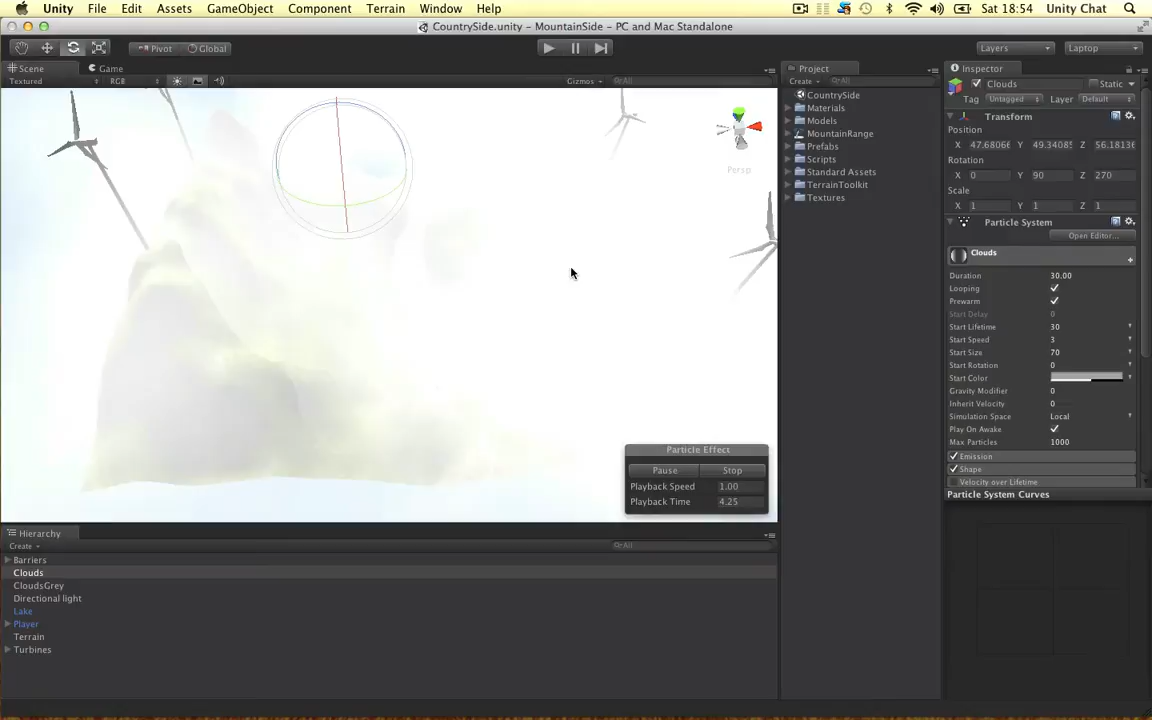 Unity File Edit Assets GameObject Component Terrain Window Help Sat 18:54 Unity Chat
CountrySide.unity - MountainSide - PC and Mac Standalone
Pivot Global Layers Laptop
Scene Game
Textured RGB Gizmos All
Persp
Particle Effect
Pause Stop
Playback Speed 1.00
Playback Time 4.25
Hierarchy
Create All
Barriers
Clouds
CloudsGrey
Directional light
Lake
Player
Terrain
Turbines
Project
Create All
CountrySide
Materials
Models
MountainRange
Prefabs
Scripts
Standard Assets
TerrainToolkit
Textures
Inspector
Clouds Static
Tag Untagged Layer Default
Transform
Position
X 47.68066 Y 49.34085 Z 56.18136
Rotation
X 0 Y 90 Z 270
Scale
X 1 Y 1 Z 1
Particle System
Open Editor...
Clouds
Duration 30.00
Looping
Prewarm
Start Delay 0
Start Lifetime 30
Start Speed 3
Start Size 70
Start Rotation 0
Start Color
Gravity Modifier 0
Inherit Velocity 0
Simulation Space Local
Play On Awake
Max Particles 1000
Emission
Shape
Velocity over Lifetime
Particle System Curves